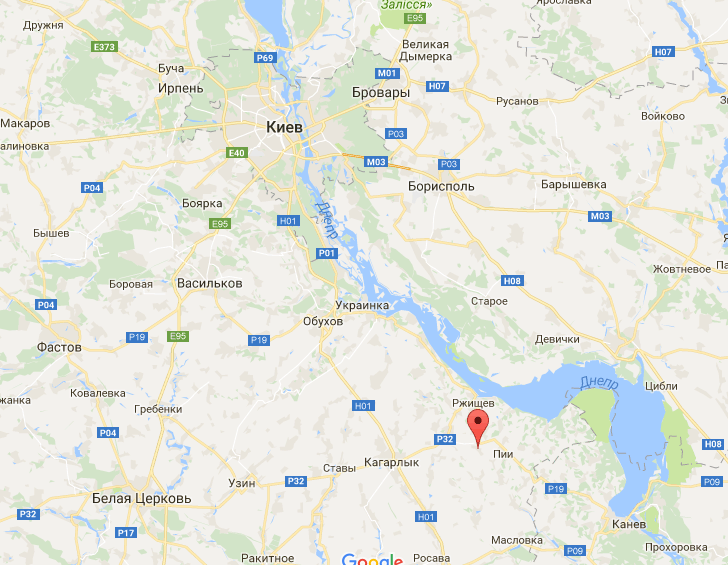 Залісся»
Ярославка
Дружня
E95
E373
P69
Великая
Дымерка
H07
Буча
M01
Ирпень
H07
Бровары
Русанов
Макаров
Киев
P03
Войково
E40
M03
P03
P04
Борисполь
Барышевка
Боярка
Днепр
M03
E95
H01
Бышев
P01
Жовтневое
H08
Боровая
Васильков
Старое
P04
Украинка
Обухов
P19
E95
P19
Девички
Фастов
Днепр
Цибли
Ковалевка
H01
Ржищев
Гребенки
P04
P32
H08
Пии
Ставы
Кагарлык
Узин
P32
P19
P09
Белая Церковь
P32
H01
Канев
P17
Масловка
P09
Прохоровка
Ракитное
Google
Росава